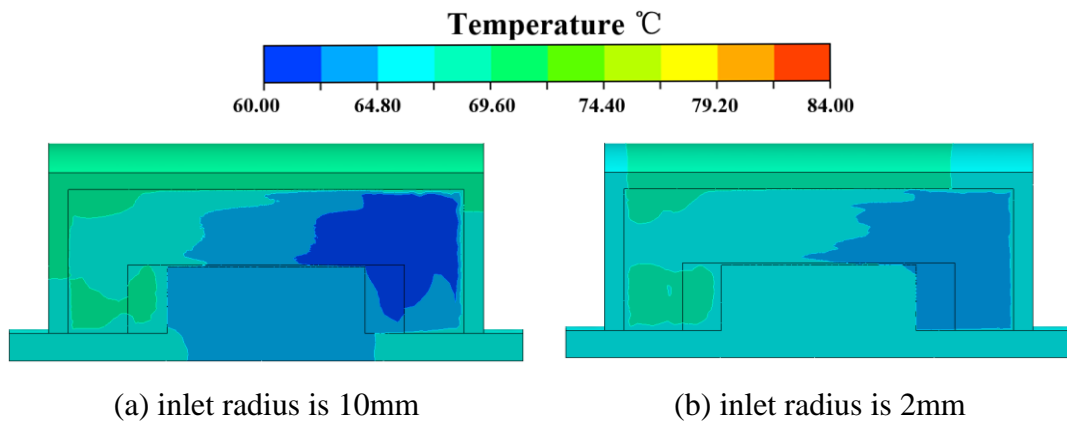 Temperature ℃
60.00 64.80 69.60 74.40 79.20 84.00
(a) inlet radius is 10mm (b) inlet radius is 2mm